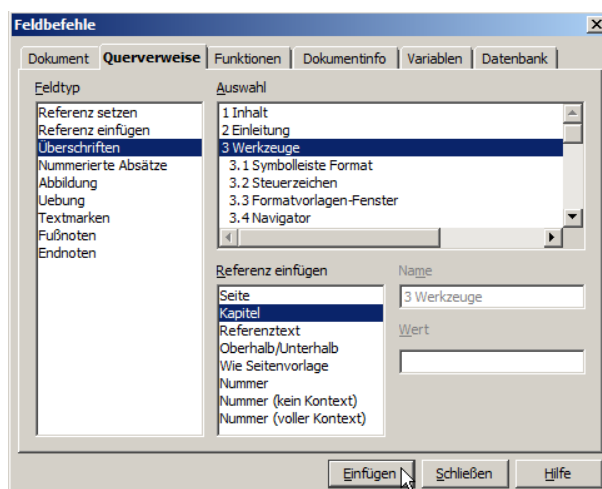 Feldbefehle
Dokument Querverweise Funktionen Dokumentinfo Variablen Datenbank
Feldtyp
Referenz setzen
Referenz einfügen
Überschriften
Nummerierte Absätze
Abbildung
Uebung
Textmarken
Fußnoten
Endnoten
Auswahl
1 Inhalt
2 Einleitung
3 Werkzeuge
3.1 Symbolleiste Format
3.2 Steuerzeichen
3.3 Formatvorlagen-Fenster
3.4 Navigator
Referenz einfügen
Seite
Kapitel
Referenztext
Oberhalb/Unterhalb
Wie Seitenvorlage
Nummer
Nummer (kein Kontext)
Nummer (voller Kontext)
Name
3 Werkzeuge
Wert
Einfügen Schließen Hilfe